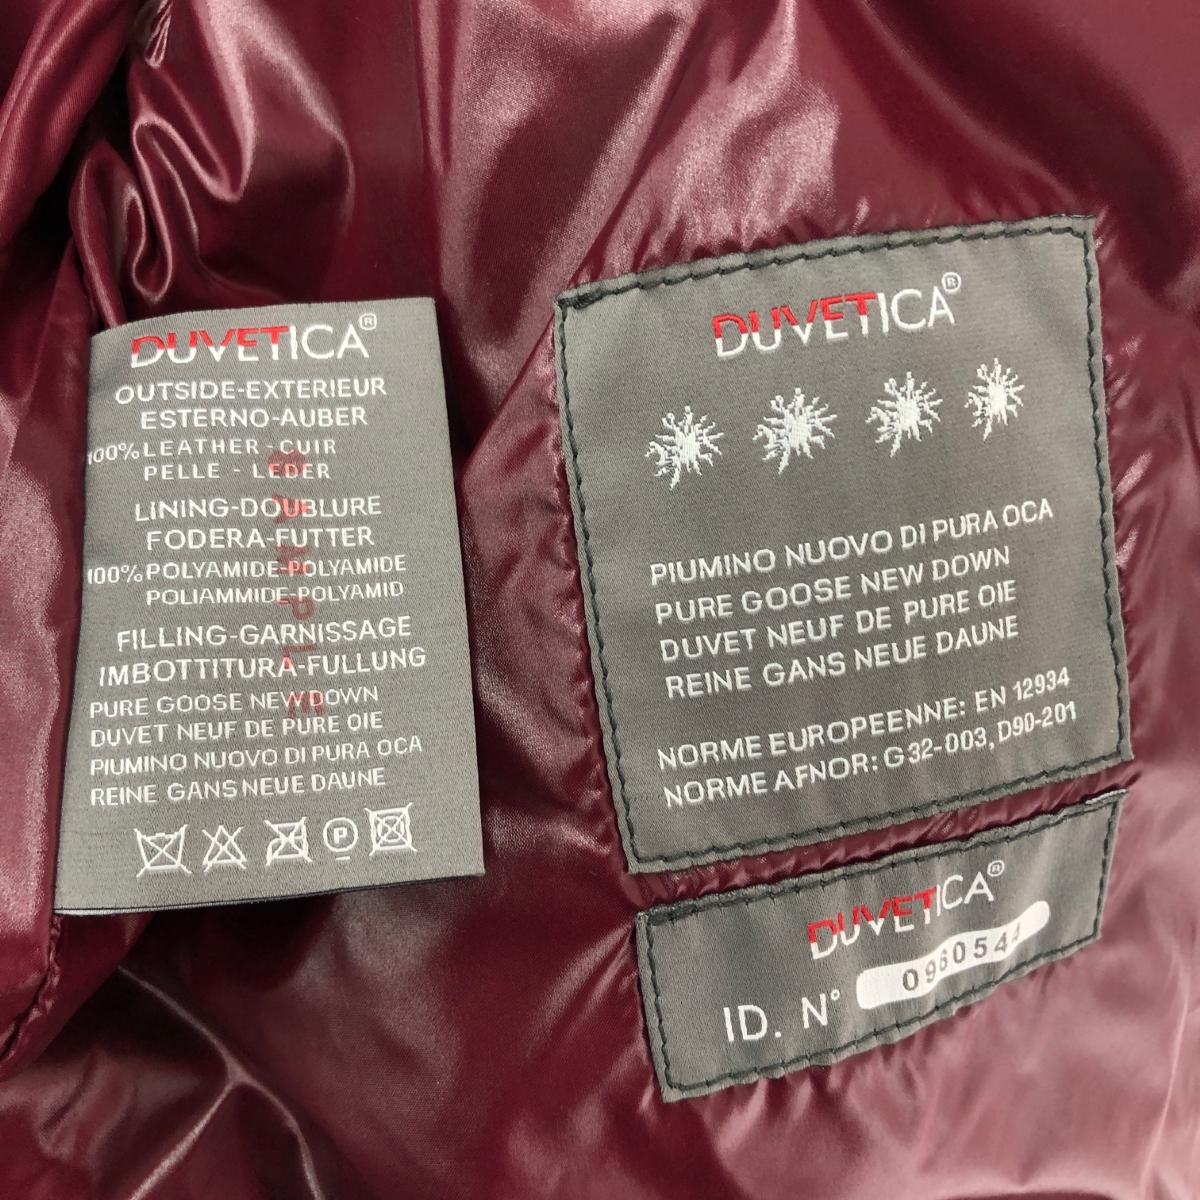 DUVETICA®
OUTSIDE-EXTERIEUR
ESTERNO-AUBER
100% LEATHER - CUIR
PELLE - LEDER
LINING-DOUBLURE
FODERA-FUTTER
100% POLYAMIDE-POLYAMIDE
POLIAMMIDE-POLYAMID
FILLING-GARNISSAGE
IMBOTTITURA-FULLUNG
PURE GOOSE NEW DOWN
DUVET NEUF DE PURE OIE
PIUMINO NUOVO DI PURA OCA
REINE GANS NEUE DAUNE
SAMPLE
P
DUVETICA®
PIUMINO NUOVO DI PURA OCA
PURE GOOSE NEW DOWN
DUVET NEUF DE PURE OIE
REINE GANS NEUE DAUNE
NORME EUROPEENNE: EN 12934
NORME AFNOR: G32-003, D90-201
DUVETICA®
ID. N°